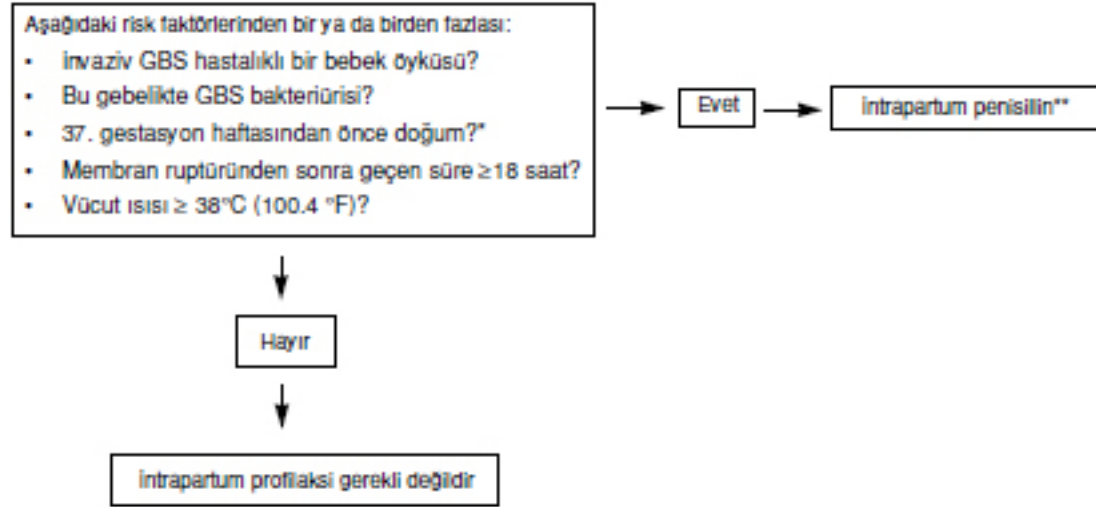 Aşağıdaki risk faktörlerinden bir ya da birden fazlası:
• İnvaziv GBS hastalıklı bir bebek öyküsü?
• Bu gebelikte GBS bakteriürisi?
• 37. gestasyon haftasından önce doğum?*
• Membran rüptüründen sonra geçen süre ≥18 saat?
• Vücut ısısı ≥ 38°C (100.4 °F)?
Evet
İntrapartum penisillin**
Hayır
İntrapartum profilaksi gerekli değildir